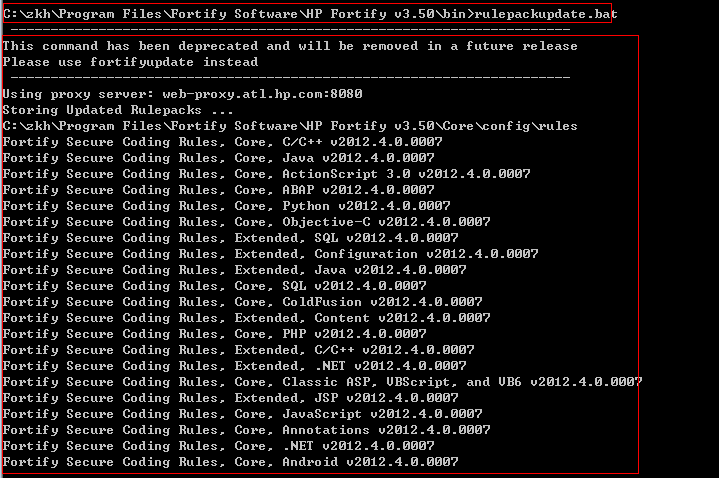 C:\zkh\Program Files\Fortify Software\HP Fortify v3.50\bin>rulepackupdate.bat
----------------------------------------------------------------------
This command has been deprecated and will be removed in a future release
Please use fortifyupdate instead
----------------------------------------------------------------------
Using proxy server: web-proxy.atl.hp.com:8080
Storing Updated Rulepacks ...
C:\zkh\Program Files\Fortify Software\HP Fortify v3.50\Core\config\rules
Fortify Secure Coding Rules, Core, C/C++ v2012.4.0.0007
Fortify Secure Coding Rules, Core, Java v2012.4.0.0007
Fortify Secure Coding Rules, Core, ActionScript 3.0 v2012.4.0.0007
Fortify Secure Coding Rules, Core, ABAP v2012.4.0.0007
Fortify Secure Coding Rules, Core, Python v2012.4.0.0007
Fortify Secure Coding Rules, Core, Objective-C v2012.4.0.0007
Fortify Secure Coding Rules, Extended, SQL v2012.4.0.0007
Fortify Secure Coding Rules, Extended, Configuration v2012.4.0.0007
Fortify Secure Coding Rules, Extended, Java v2012.4.0.0007
Fortify Secure Coding Rules, Core, SQL v2012.4.0.0007
Fortify Secure Coding Rules, Core, ColdFusion v2012.4.0.0007
Fortify Secure Coding Rules, Extended, Content v2012.4.0.0007
Fortify Secure Coding Rules, Core, PHP v2012.4.0.0007
Fortify Secure Coding Rules, Extended, C/C++ v2012.4.0.0007
Fortify Secure Coding Rules, Extended, .NET v2012.4.0.0007
Fortify Secure Coding Rules, Core, Classic ASP, VBScript, and VB6 v2012.4.0.0007
Fortify Secure Coding Rules, Extended, JSP v2012.4.0.0007
Fortify Secure Coding Rules, Core, JavaScript v2012.4.0.0007
Fortify Secure Coding Rules, Core, Annotations v2012.4.0.0007
Fortify Secure Coding Rules, Core, .NET v2012.4.0.0007
Fortify Secure Coding Rules, Core, Android v2012.4.0.0007